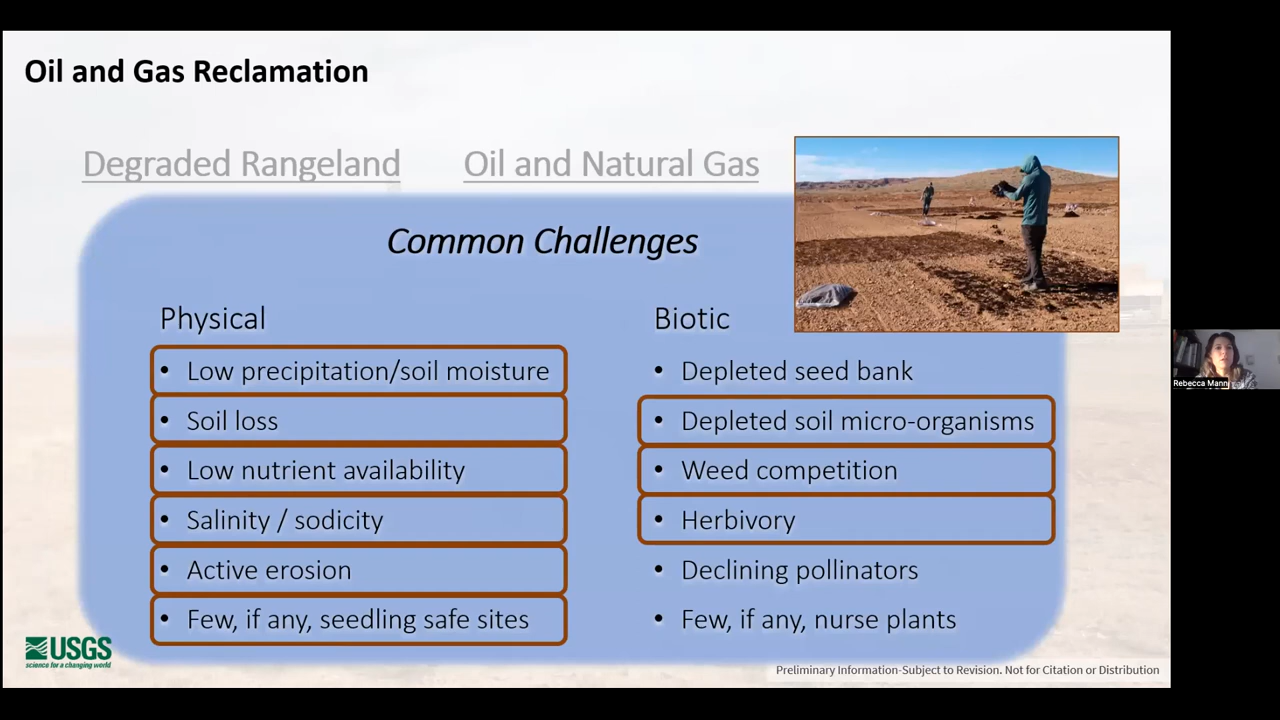 Oil and Gas Reclamation
Degraded Rangeland
Oil and Natural Gas
Common Challenges
Physical
• Low precipitation/soil moisture
• Soil loss
• Low nutrient availability
• Salinity / sodicity
• Active erosion
• Few, if any, seedling safe sites
Biotic
• Depleted seed bank
• Depleted soil micro-organisms
• Weed competition
• Herbivory
• Declining pollinators
• Few, if any, nurse plants
USGS
science for a changing world
Preliminary Information-Subject to Revision. Not for Citation or Distribution
Rebecca Mann